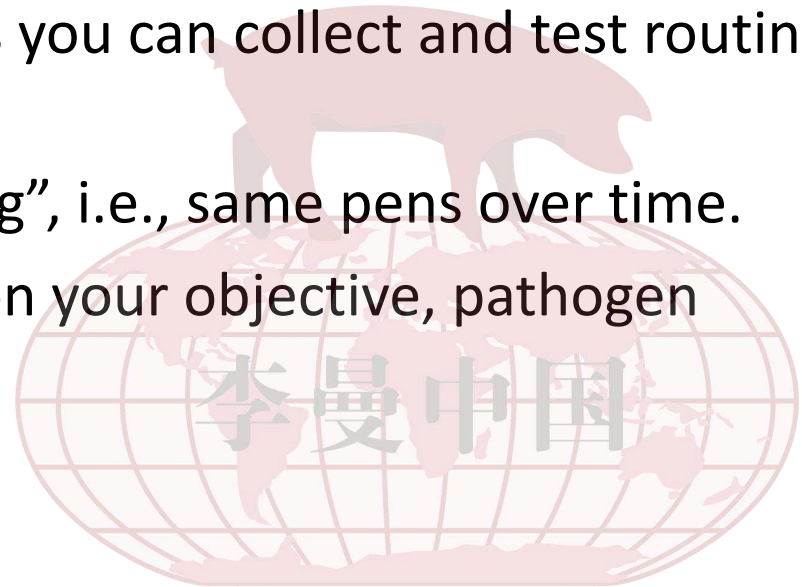 you can collect and test routin
g”, i.e., same pens over time.
n your objective, pathogen
李曼中国